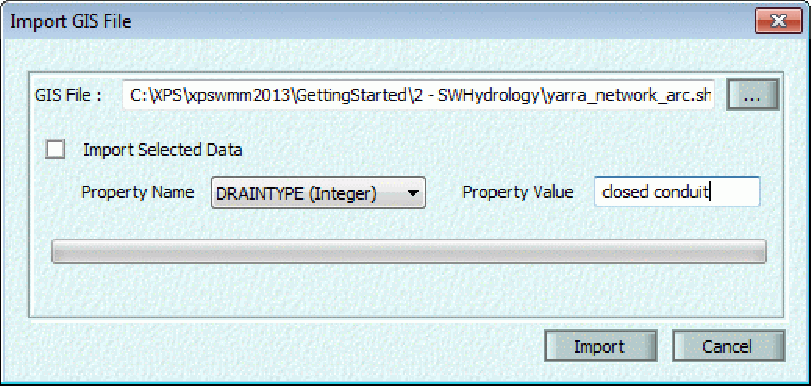 Import GIS File
GIS File : C:\XPS\xpswmm2013\GettingStarted\2 - SWHydrology\yarra_network_arc.sh ...
Import Selected Data
Property Name DRAINTYPE (Integer) Property Value closed conduit
Import Cancel